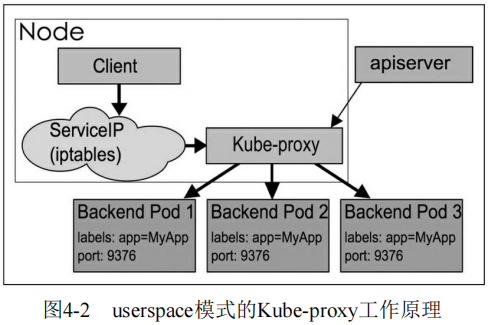 Node
Client
apiserver
ServiceIP
(iptables)
Kube-proxy
Backend Pod 1
labels: app=MyApp
port: 9376
Backend Pod 2
labels: app=MyApp
port: 9376
Backend Pod 3
labels: app=MyApp
port: 9376
图4-2 userspace模式的Kube-proxy工作原理